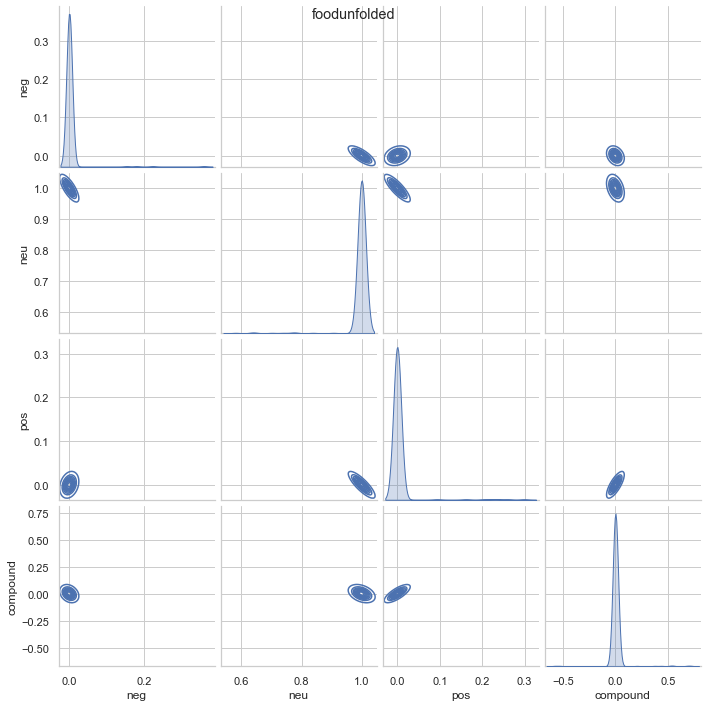 foodunfolded
0.3
0.2
0.1
0.0
neg
1.0
0.9
0.8
0.7
0.6
neu
0.3
0.2
0.1
0.0
pos
0.75
0.50
0.25
0.00
−0.25
−0.50
compound
0.0 0.2
neg
0.6 0.8 1.0
neu
0.0 0.1 0.2 0.3
pos
−0.5 0.0 0.5
compound